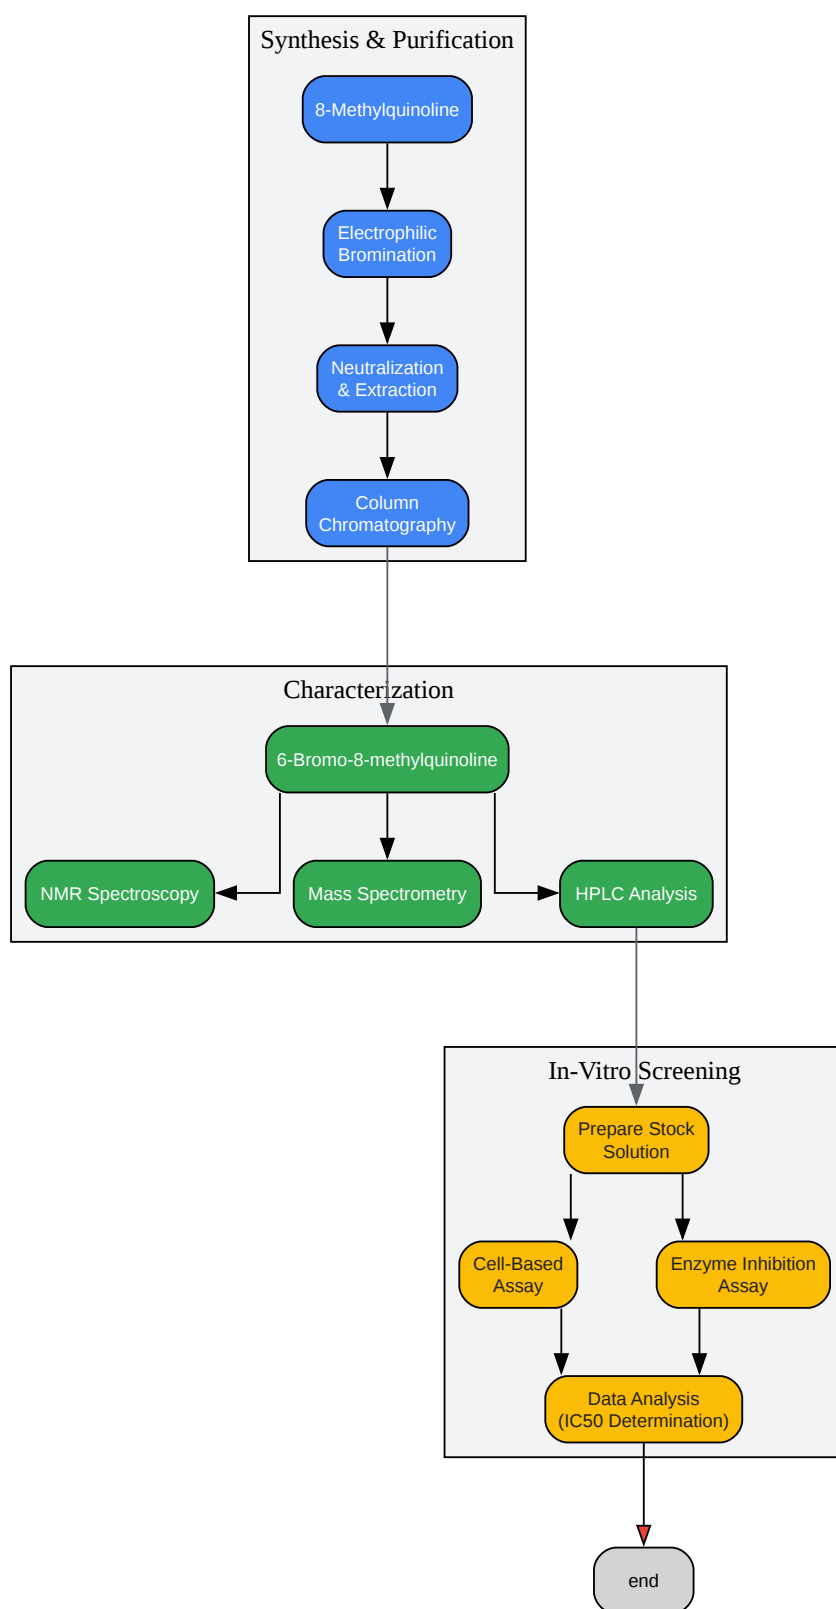 Synthesis & Purification
8-Methylquinoline
Electrophilic
Bromination
Neutralization
& Extraction
Column
Chromatography
Characterization
6-Bromo-8-methylquinoline
NMR Spectroscopy
Mass Spectrometry
HPLC Analysis
In-Vitro Screening
Prepare Stock
Solution
Cell-Based
Assay
Enzyme Inhibition
Assay
Data Analysis
(IC50 Determination)
end